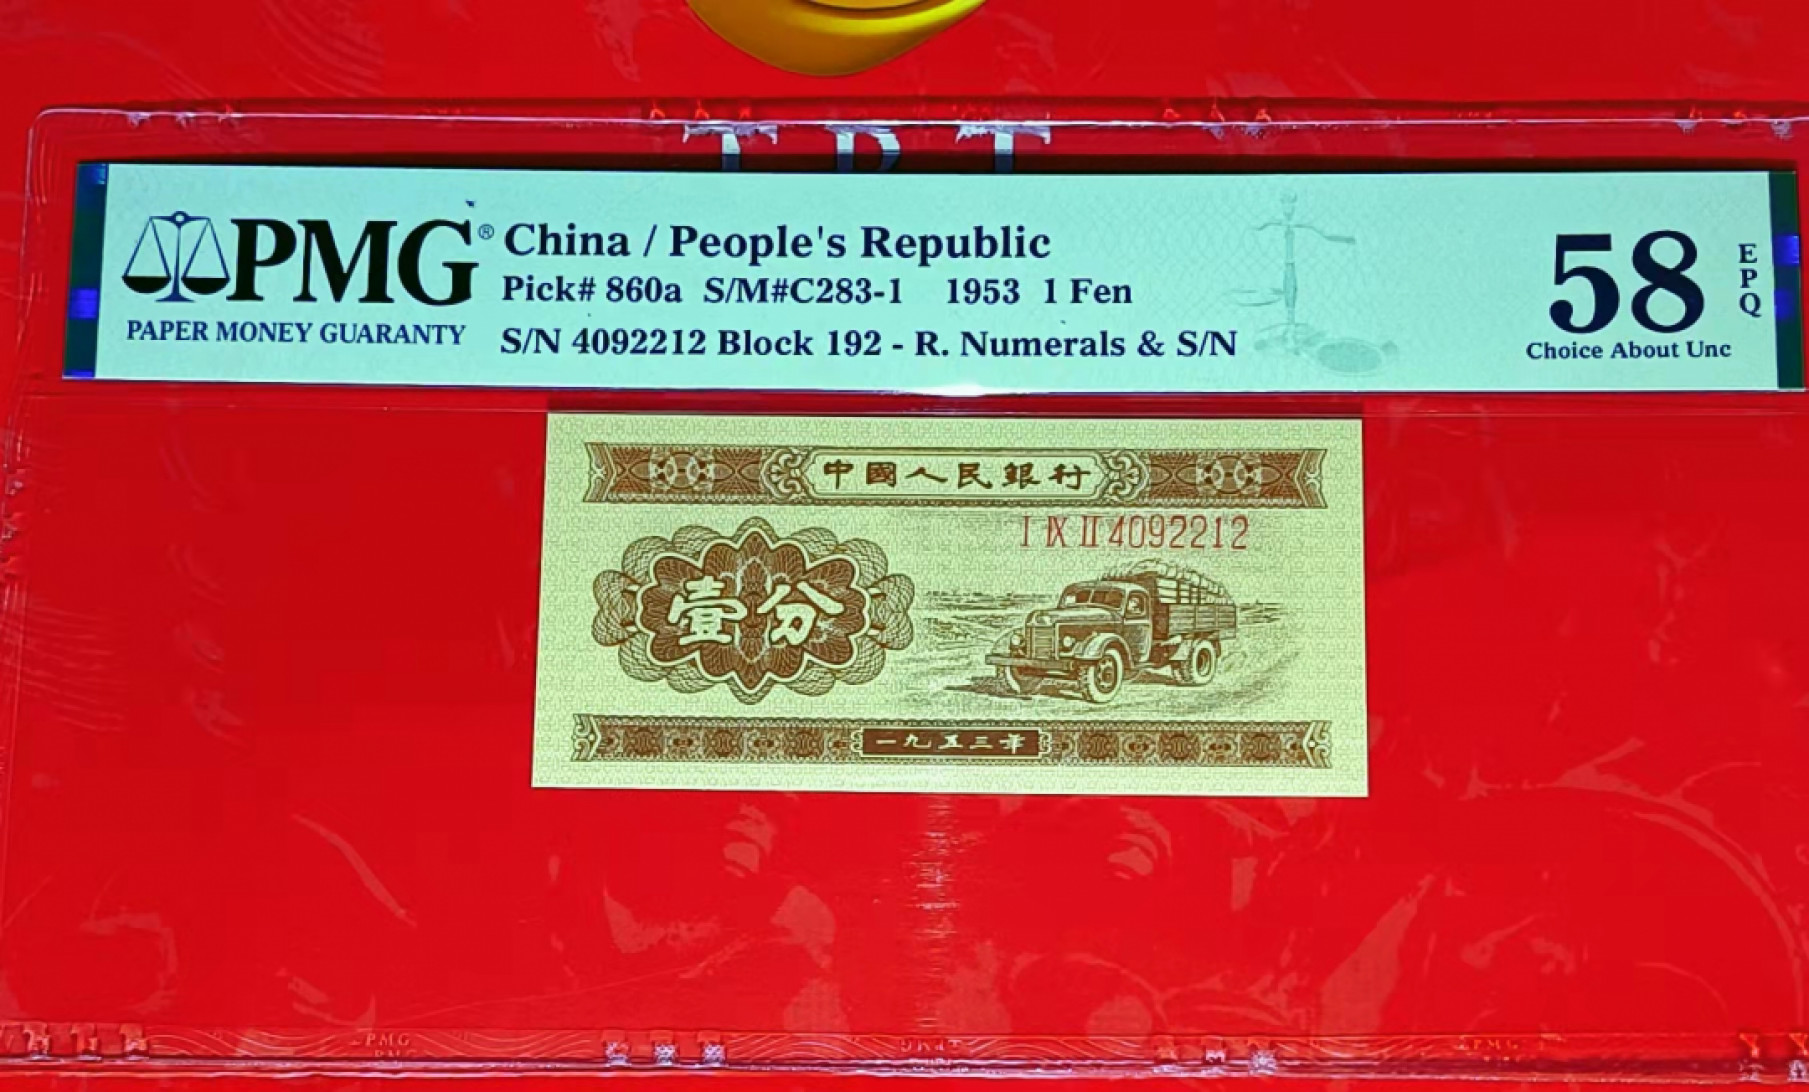 PMG®
PAPER MONEY GUARANTY
China / People's Republic
Pick# 860a S/M#C283-1 1953 1 Fen
S/N 4092212 Block 192 - R. Numerals & S/N
58
EPQ
Choice About Unc
中國人民銀行
I IX II 4092212
壹分
一九五三年
PMG